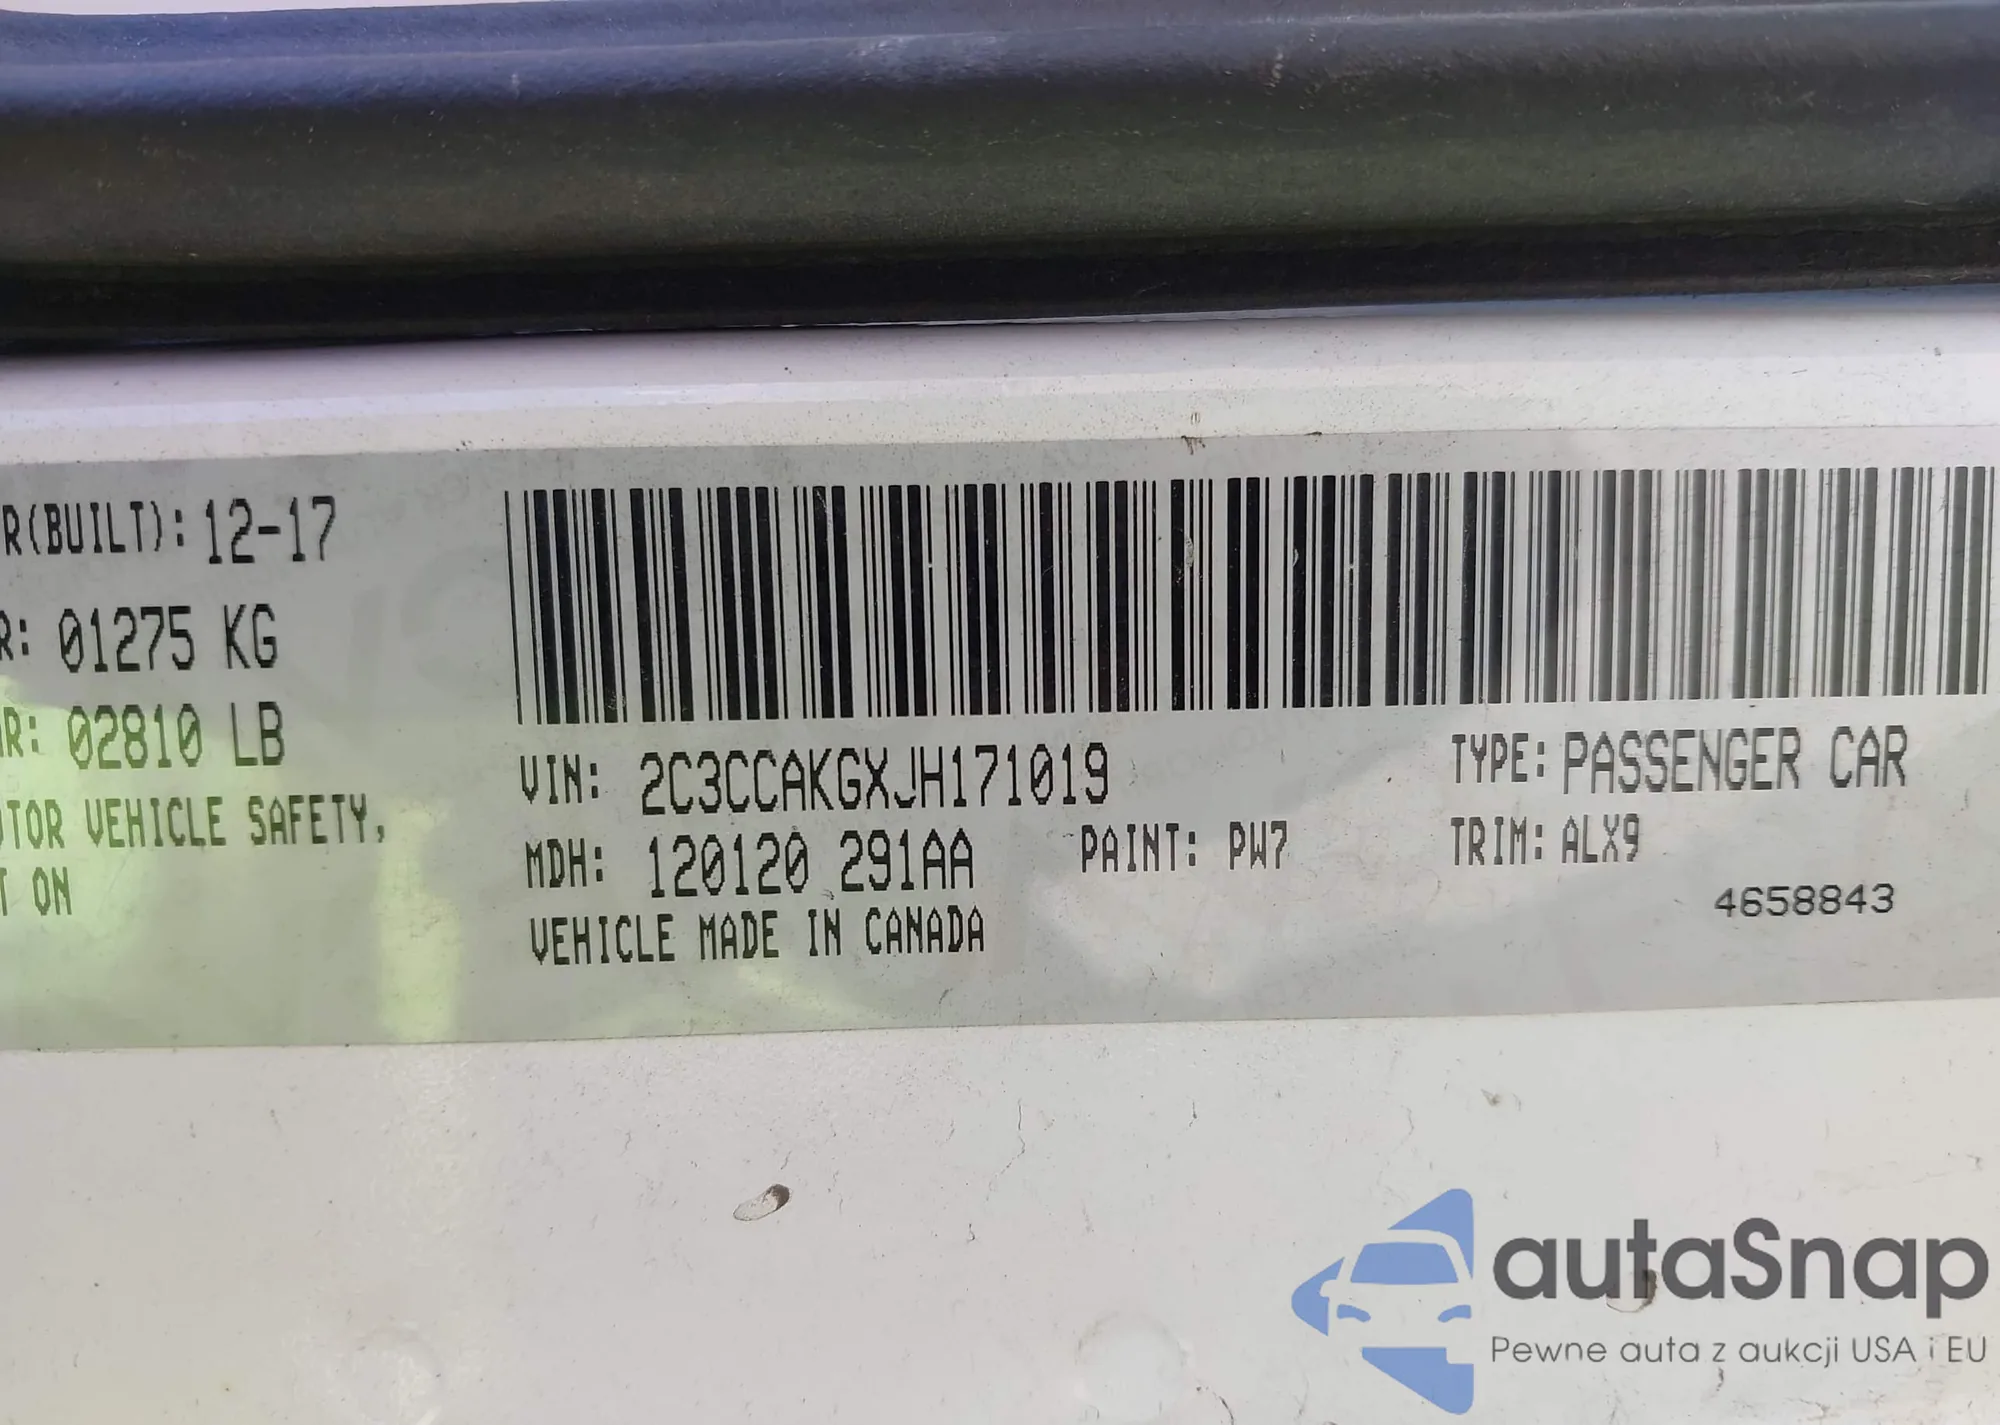 R(BUILT): 12-17
R: 01275 KG
R: 02810 LB
TOR VEHICLE SAFETY,
T ON
VIN: 2C3CCAKGXJH171019
TYPE: PASSENGER CAR
MDH: 120120 291AA
PAINT: PW7
TRIM: ALX9
VEHICLE MADE IN CANADA
4658843
autaSnap
Pewne auta z aukcji USA i EU